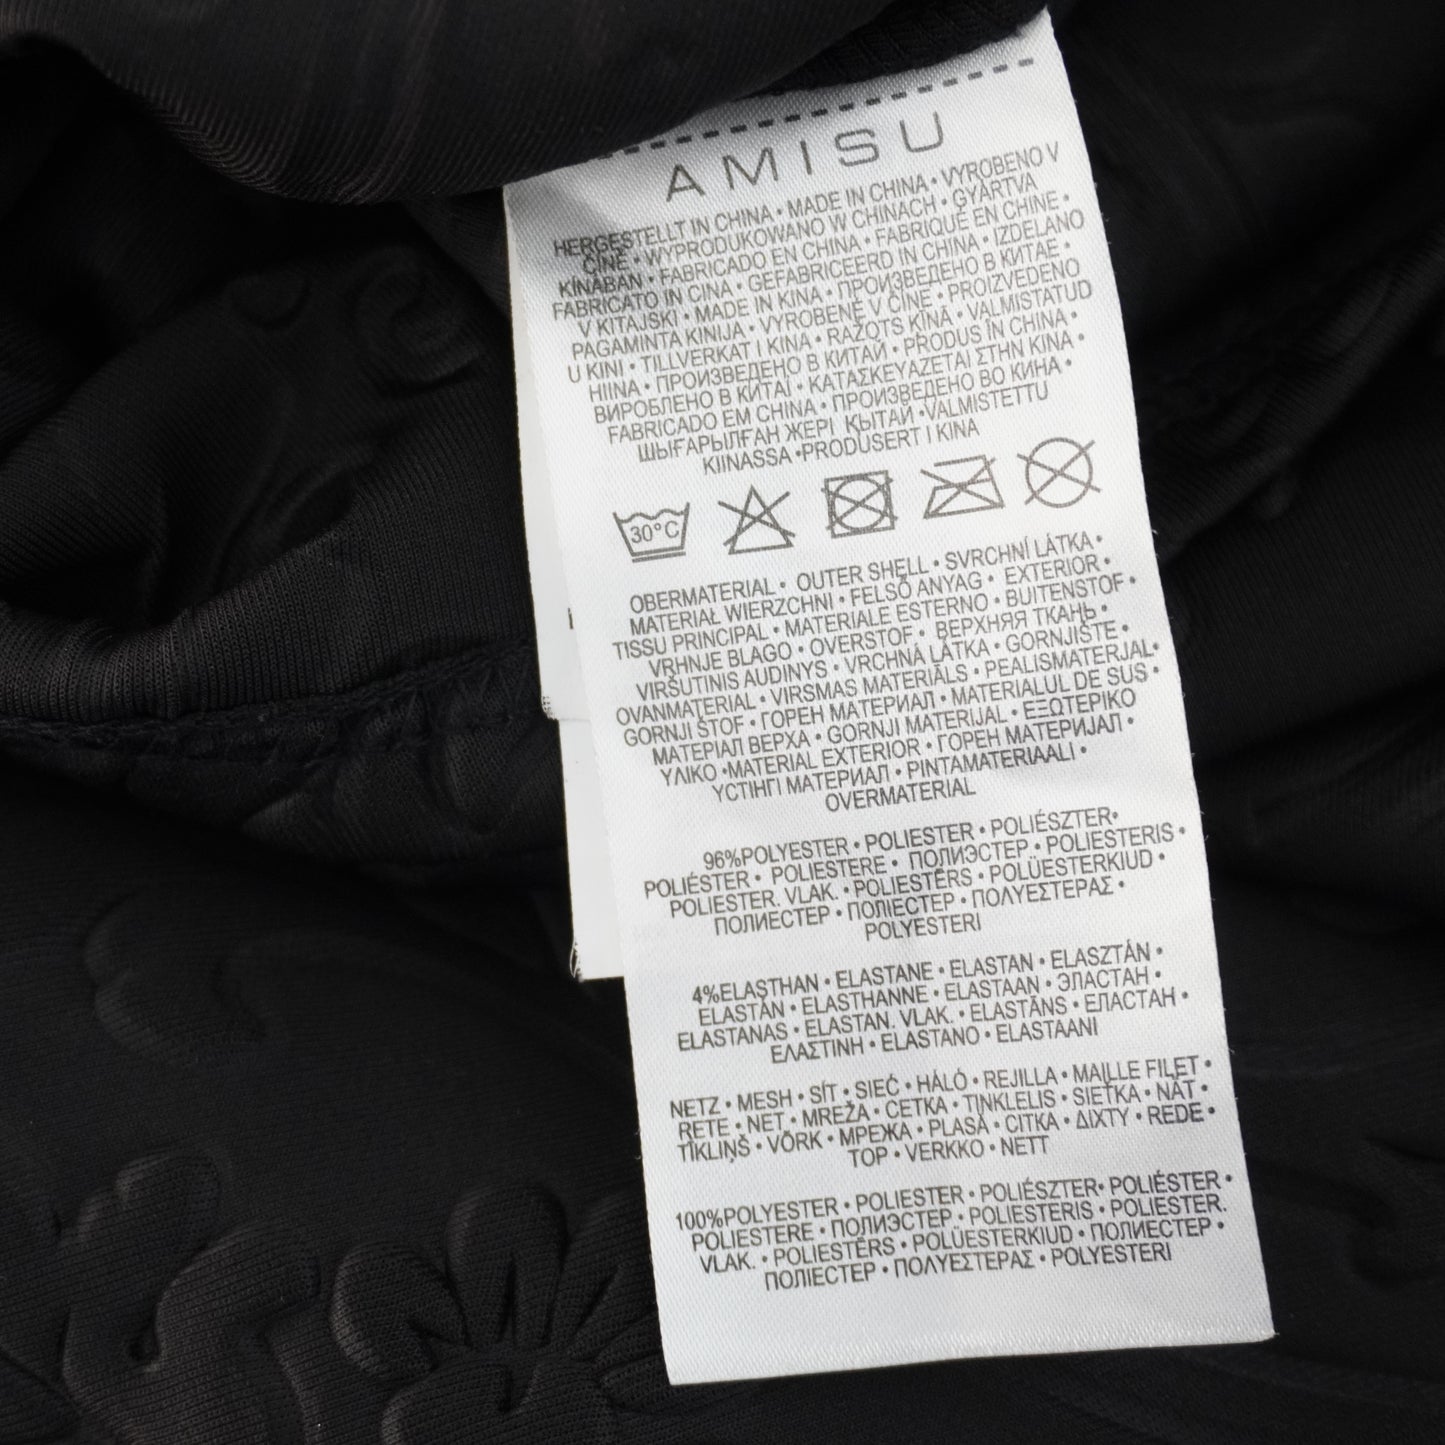 AMISU
HERGESTELLT IN CHINA • MADE IN CHINA • VYROBENO V
ČÍNĚ • WYPRODUKOWANO W CHINACH • GYÁRTVA
KÍNÁBAN • FABRICADO EN CHINA • FABRIQUÉ EN CHINE •
FABRICATO IN CINA • GEFABRICEERD IN CHINA • IZDELANO
V KITAJSKI • MADE IN KINA • ПРОИЗВЕДЕНО В КИТАЕ •
PAGAMINTA KINIJA • VYROBENÉ V ČÍNE • PROIZVEDENO
U KINI • TILLVERKAT I KINA • RAŽOTS ĶĪNĀ • VALMISTATUD
HIINA • ПРОИЗВЕДЕНО В КИТАЙ • PRODUS ÎN CHINA •
ВИРОБЛЕНО В КИТАІ • ΚΑΤΑΣΚΕΥΑΖΕΤΑΙ ΣΤΗΝ ΚΙΝΑ •
FABRICADO EM CHINA • ПРОИЗВЕДЕНО ВО КИНА •
ШЫҒАРЫЛҒАН ЖЕРІ ҚЫТАЙ •VALMISTETTU
KIINASSA •PRODUSERT I KINA
30°C
OBERMATERIAL • OUTER SHELL • SVRCHNÍ LÁTKA •
MATERIAŁ WIERZCHNI • FELSŐ ANYAG • EXTERIOR •
TISSU PRINCIPAL • MATERIALE ESTERNO • BUITENSTOF •
VRHNJE BLAGO • OVERSTOF • ВЕРХНЯЯ ТКАНЬ •
VIRŠUTINIS AUDINYS • VRCHNÁ LÁTKA • GORNJIŠTE •
OVANMATERIAL • VIRSMAS MATERIĀLS • PEALISMATERJAL•
GORNJI ŠTOF • ГОРЕН МАТЕРИАЛ • MATERIALUL DE SUS •
МАТЕРІАЛ ВЕРХА • GORNJI MATERIJAL • ΕΞΩΤΕΡΙΚΟ
ΥΛΙΚΟ •MATERIAL EXTERIOR • ГОРЕН МАТЕРИЈАЛ •
ҮСТІНГІ МАТЕРИАЛ • PINTAMATERIAALI •
OVERMATERIAL
96%POLYESTER • POLIESTER • POLIÉSZTER•
POLIÉSTER • POLIESTERE • ПОЛИЭСТЕР • POLIESTERIS •
POLIESTER. VLAK. • POLIESTĒRS • POLÜESTERKIUD •
ПОЛИЕСТЕР • ПОЛІЕСТЕР • ΠΟΛΥΕΣΤΕΡΑΣ •
POLYESTERI
4%ELASTHAN • ELASTANE • ELASTAN • ELASZTÁN •
ELASTÁN • ELASTHANNE • ELASTAAN • ЭЛАСТАН •
ELASTANAS • ELASTAN. VLAK. • ELASTĀNS • ЕЛАСТАН •
ΕΛΑΣΤΙΝΗ • ELASTANO • ELASTAANI
NETZ • MESH • SÍT • SIEĆ • HÁLÓ • REJILLA • MAILLE FILET •
RETE • NET • MREŽA • СЕТКА • TINKLELIS • SIEŤKA • NÄT •
TĪKLIŅŠ • VÕRK • МРЕЖА • PLASĂ • СІТКА • ΔΙΧΤΥ • REDE •
ТОР • VERKKO • NETT
100%POLYESTER • POLIESTER • POLIÉSZTER• POLIÉSTER •
POLIESTERE • ПОЛИЭСТЕР • POLIESTERIS • POLIESTER.
VLAK. • POLIESTĒRS • POLÜESTERKIUD • ПОЛИЕСТЕР •
ПОЛІЕСТЕР • ΠΟΛΥΕΣΤΕΡΑΣ • POLYESTERI